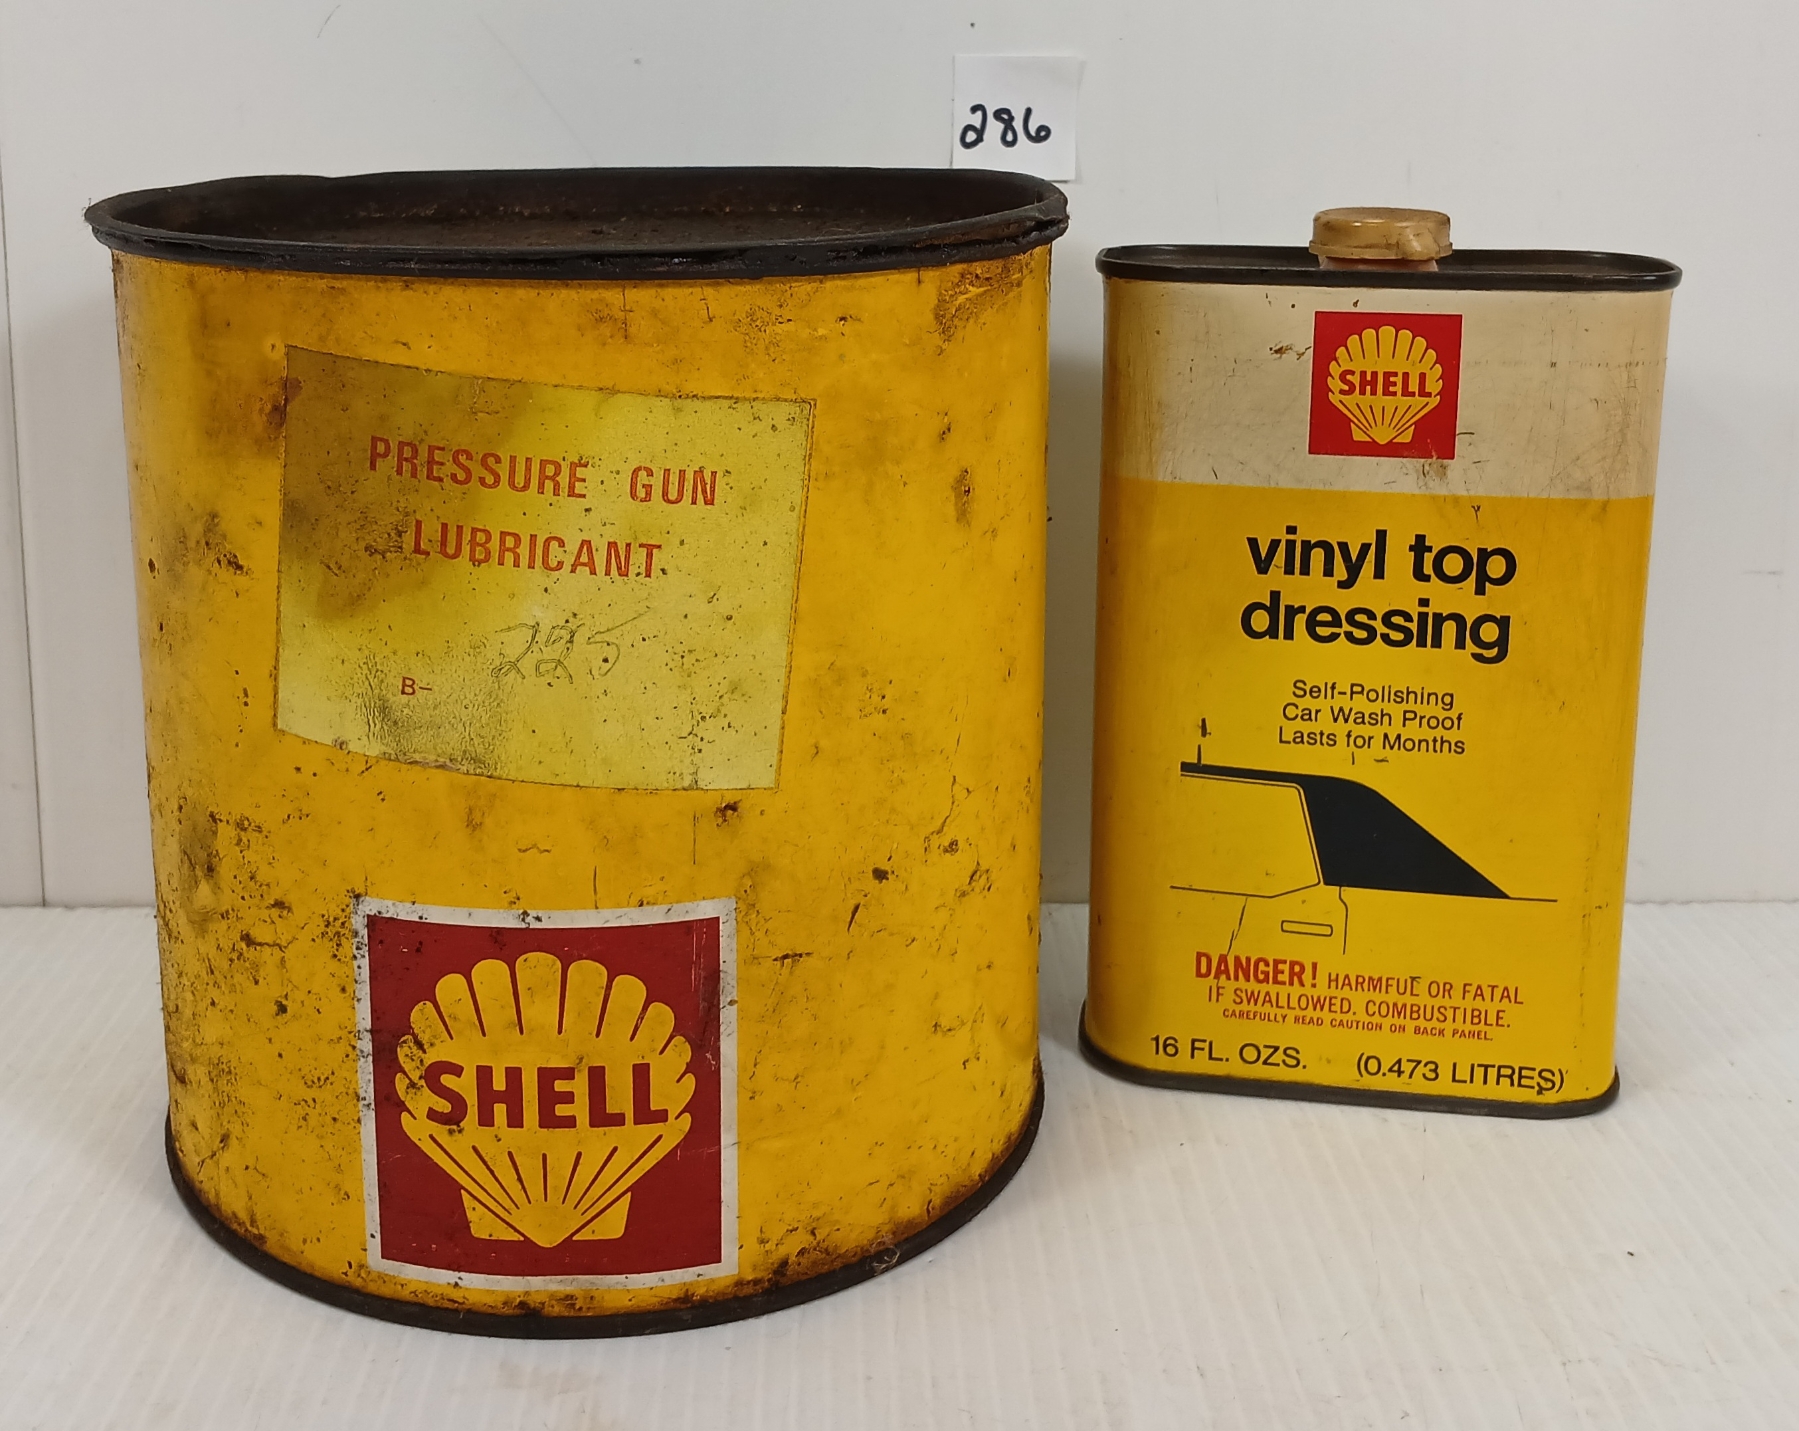 286
PRESSURE GUN
LUBRICANT
225
B-
SHELL
SHELL
vinyl top
dressing
Self-Polishing
Car Wash Proof
Lasts for Months
DANGER! HARMFUL OR FATAL
IF SWALLOWED. COMBUSTIBLE.
CAREFULLY READ CAUTION ON BACK PANEL.
16 FL. OZS. (0.473 LITRES)